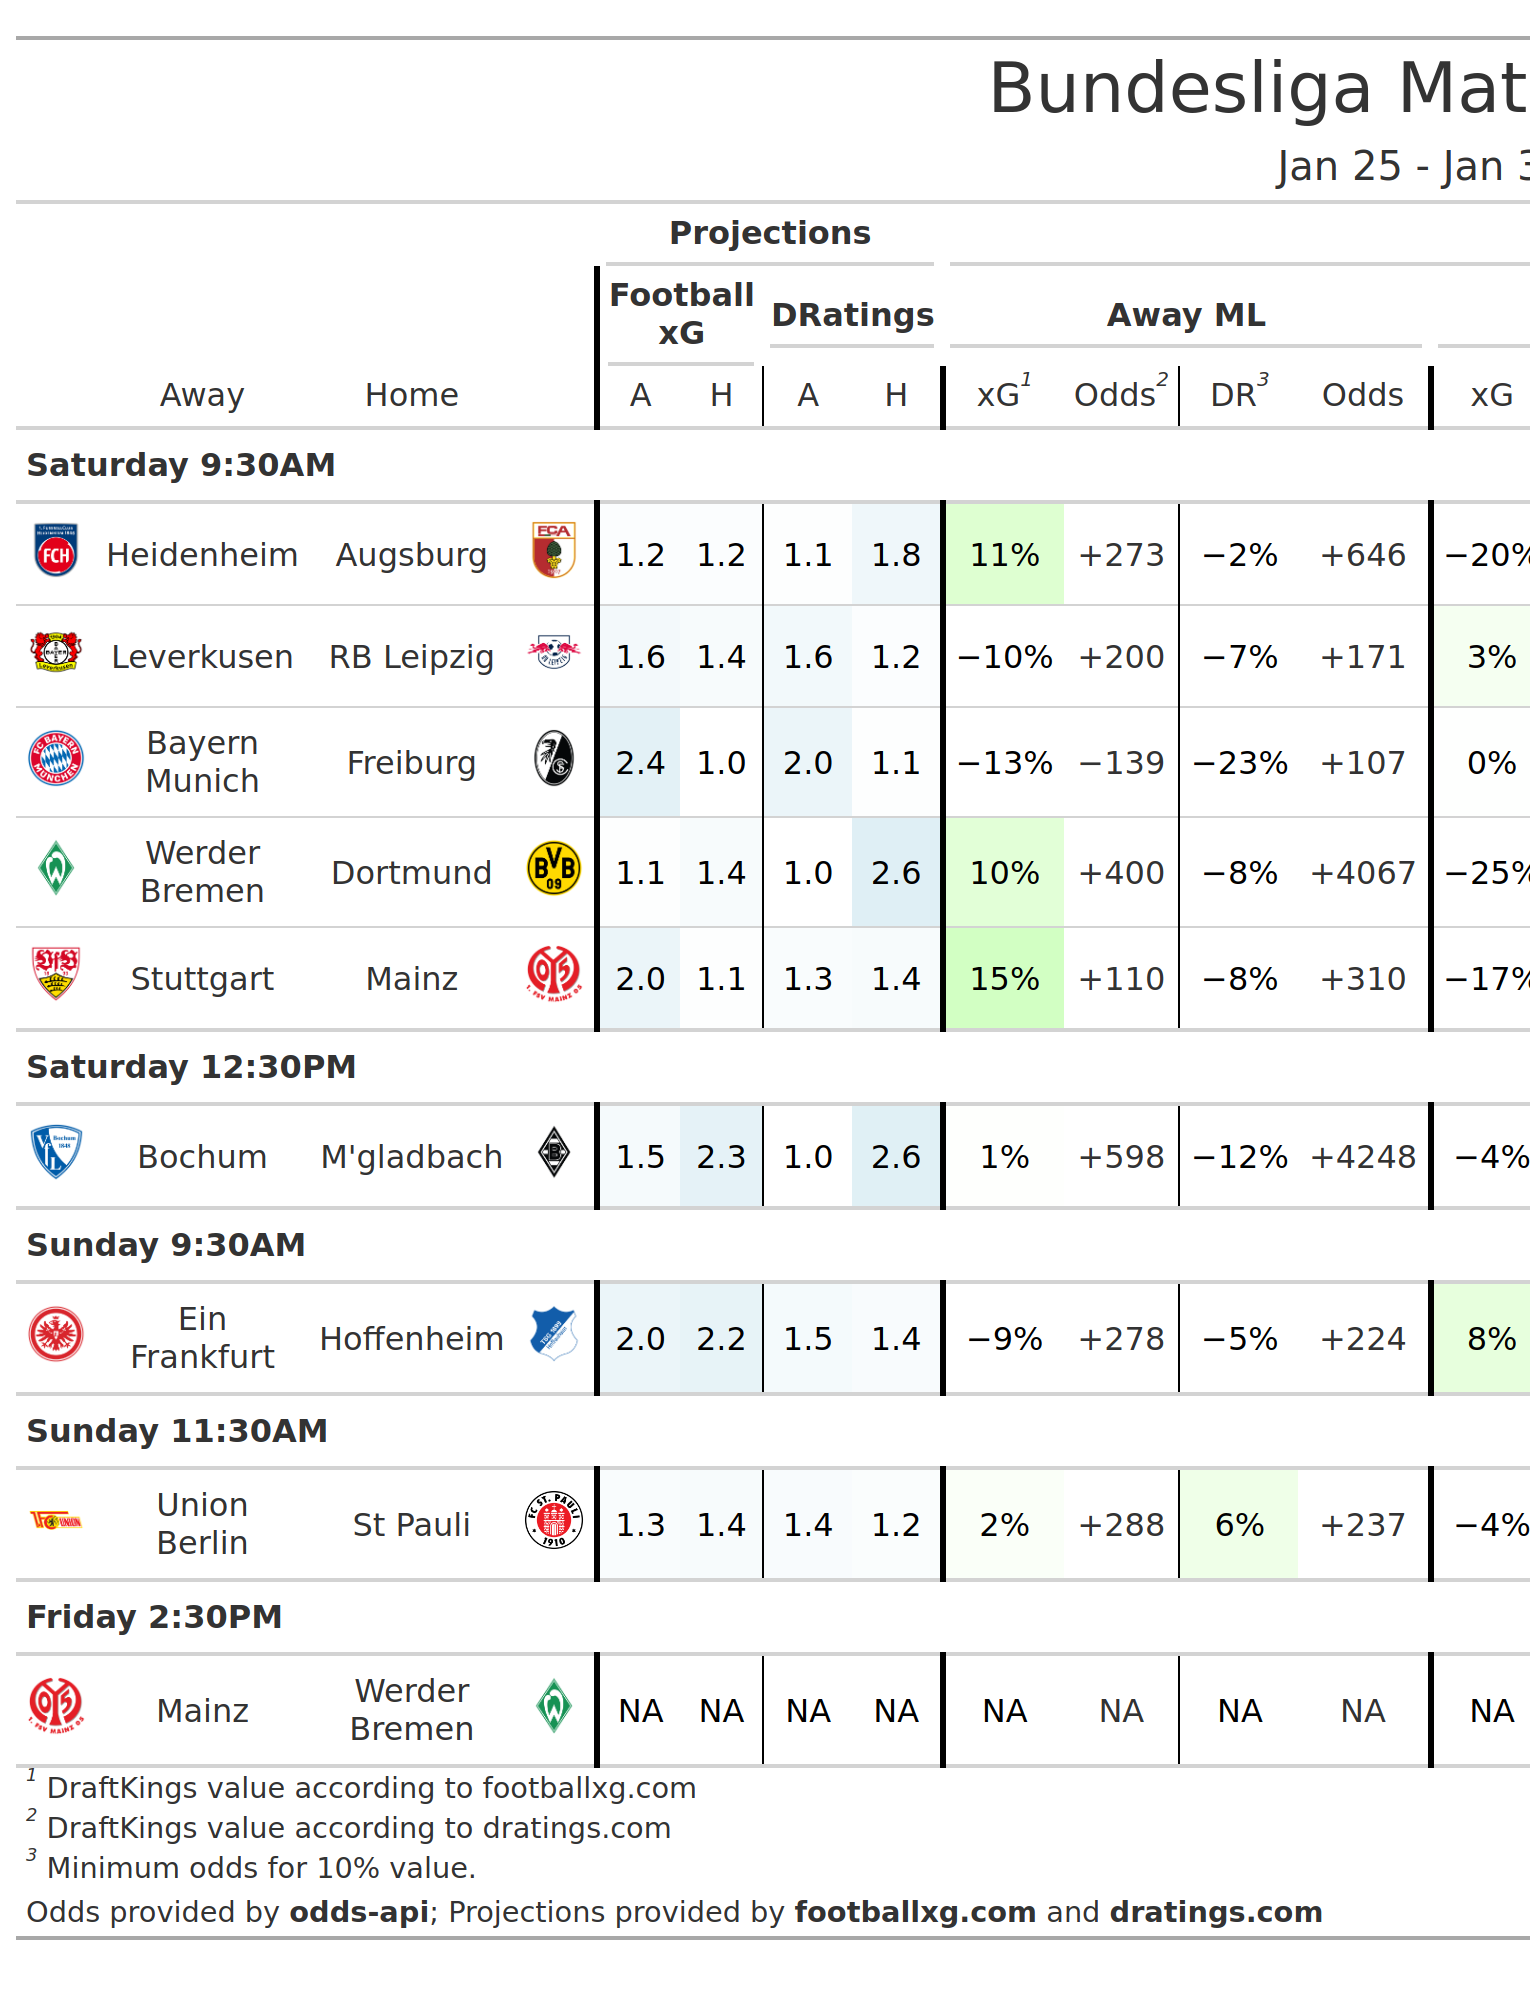 Bundesliga Mat
Jan 25 - Jan 3
Projections
Football xG DRatings Away ML
Away Home A H A H xG1 Odds2 DR3 Odds xG
Saturday 9:30AM
Heidenheim Augsburg 1.2 1.2 1.1 1.8 11% +273 −2% +646 −20%
Leverkusen RB Leipzig 1.6 1.4 1.6 1.2 −10% +200 −7% +171 3%
Bayern Munich Freiburg 2.4 1.0 2.0 1.1 −13% −139 −23% +107 0%
Werder Bremen Dortmund 1.1 1.4 1.0 2.6 10% +400 −8% +4067 −25%
Stuttgart Mainz 2.0 1.1 1.3 1.4 15% +110 −8% +310 −17%
Saturday 12:30PM
Bochum M'gladbach 1.5 2.3 1.0 2.6 1% +598 −12% +4248 −4%
Sunday 9:30AM
Ein Frankfurt Hoffenheim 2.0 2.2 1.5 1.4 −9% +278 −5% +224 8%
Sunday 11:30AM
Union Berlin St Pauli 1.3 1.4 1.4 1.2 2% +288 6% +237 −4%
Friday 2:30PM
Mainz Werder Bremen NA NA NA NA NA NA NA NA NA
1 DraftKings value according to footballxg.com
2 DraftKings value according to dratings.com
3 Minimum odds for 10% value.
Odds provided by odds-api; Projections provided by footballxg.com and dratings.com